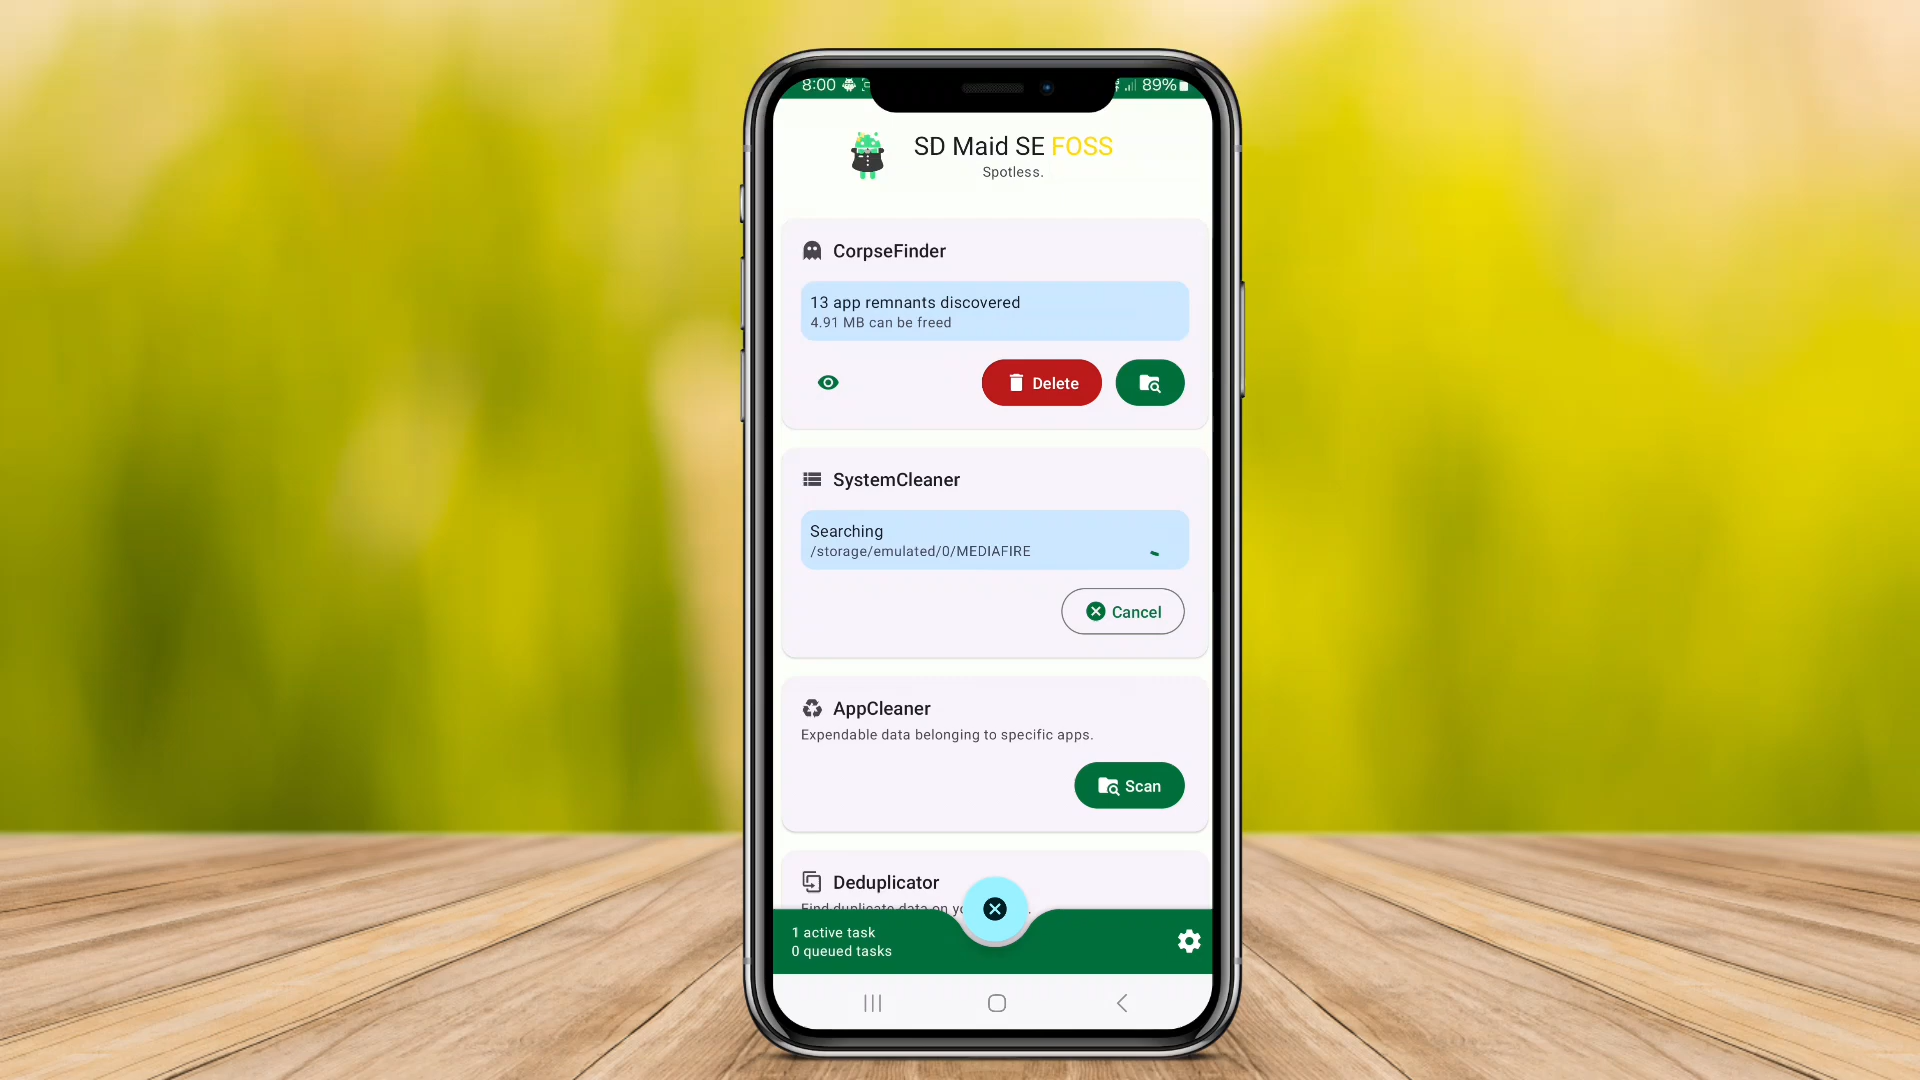 8:00
89%
SD Maid SE FOSS
Spotless.
CorpseFinder
13 app remnants discovered
4.91 MB can be freed
Delete
SystemCleaner
Searching
/storage/emulated/0/MEDIAFIRE
Cancel
AppCleaner
Expendable data belonging to specific apps.
Scan
Deduplicator
Find duplicate data on
1 active task
0 queued tasks